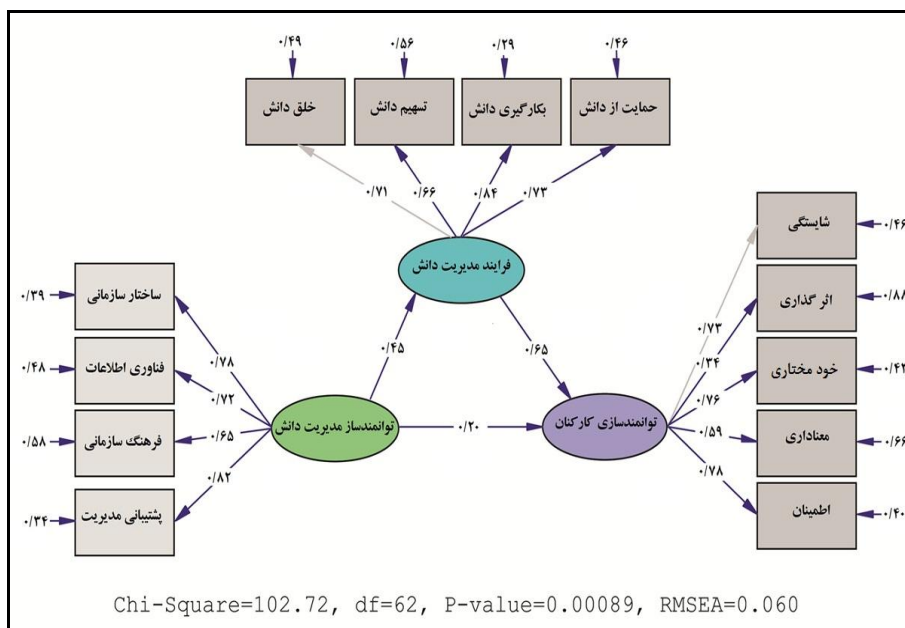 ۰/۴۹ ۰/۵۶ ۰/۲۹ ۰/۴۶
خلق دانش
تسهیم دانش
بکارگیری دانش
حمایت از دانش
۰/۷۱ ۰/۶۶ ۰/۸۴ ۰/۷۳
فرایند مدیریت دانش
۰/۳۹
ساختار سازمانی
۰/۴۸
فناوری اطلاعات
۰/۵۸
فرهنگ سازمانی
۰/۳۴
پشتیبانی مدیریت
۰/۷۸
۰/۷۲
۰/۶۵
۰/۸۲
توانمندساز مدیریت دانش
۰/۴۵
۰/۶۵
۰/۲۰
توانمندسازی کارکنان
۰/۷۳
۰/۳۴
۰/۷۶
۰/۵۹
۰/۷۸
شایستگی
۰/۴۶
اثر گذاری
۰/۸۸
خود مختاری
معناداری
۰/۶۶
اطمینان
۰/۴۰
Chi-Square=102.72, df=62, P-value=0.00089, RMSEA=0.060